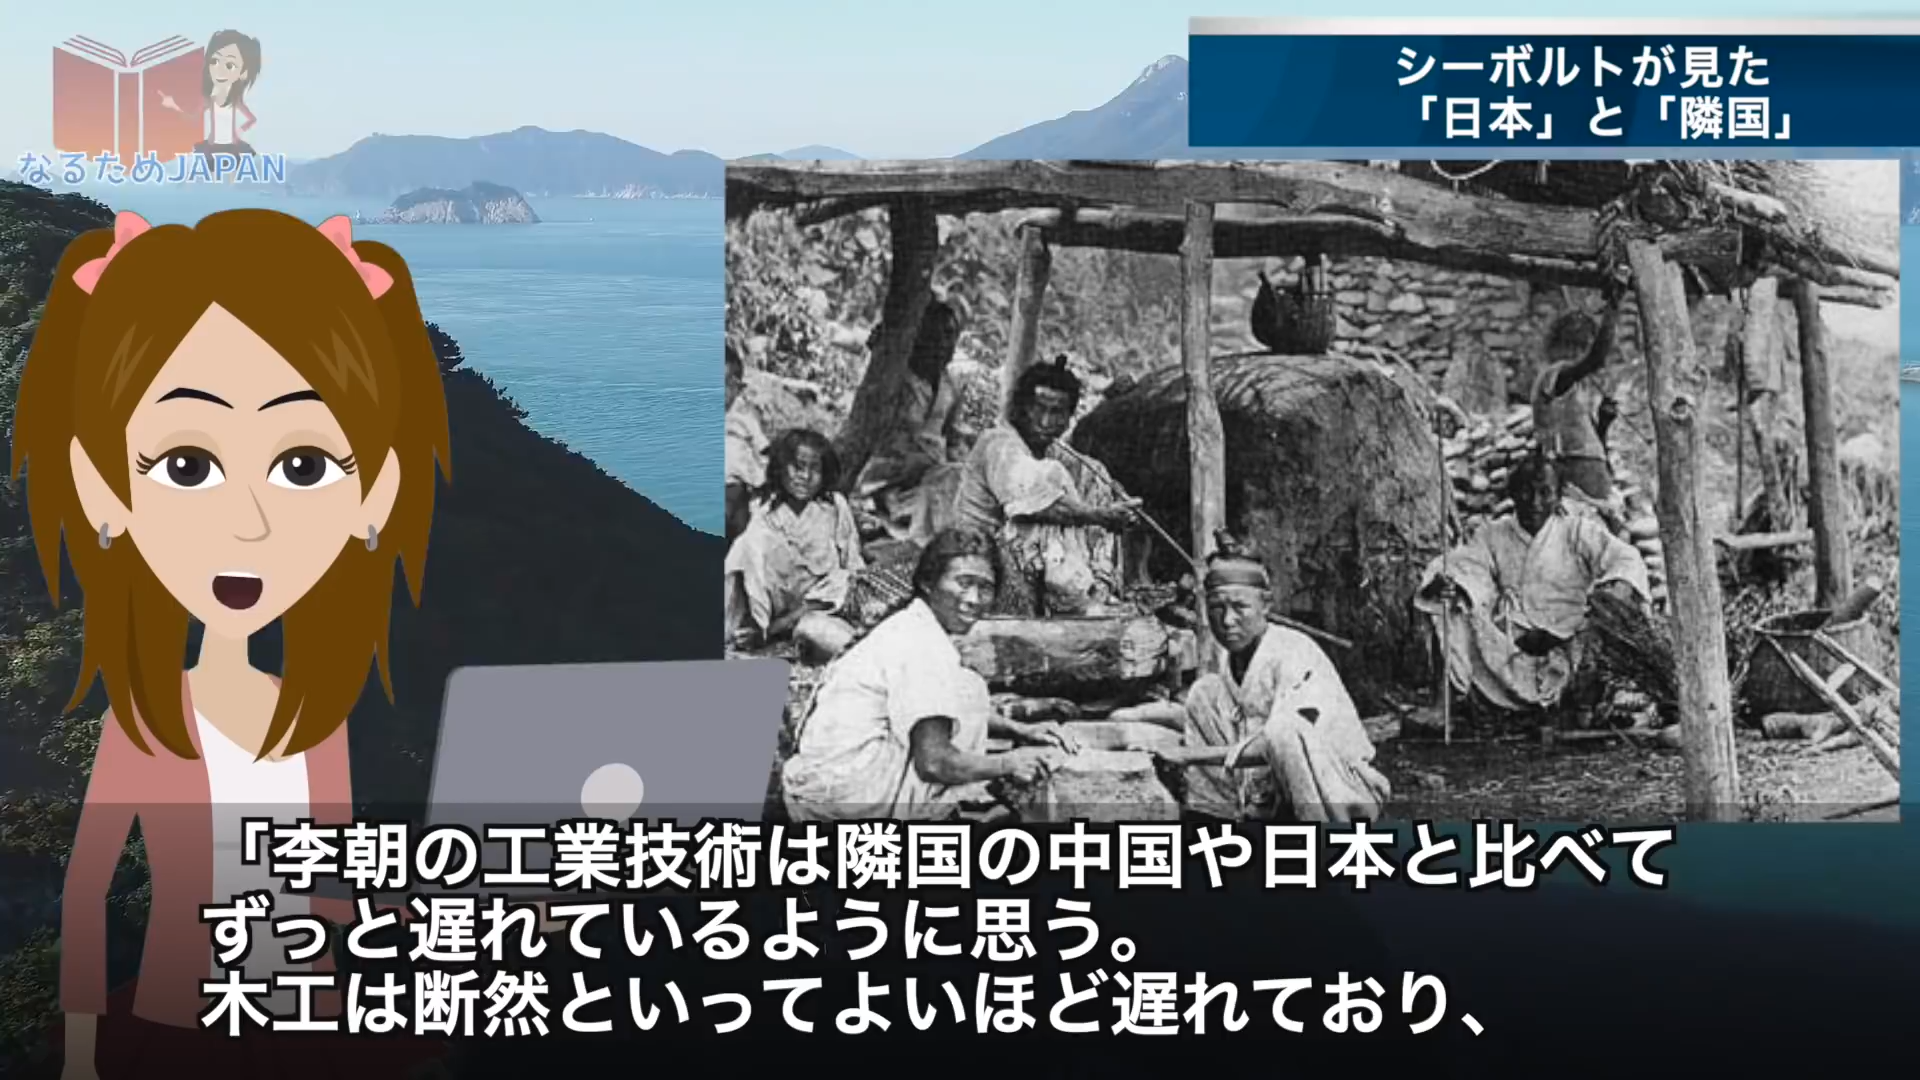 なるためJAPAN
シーボルトが見た
「日本」と「隣国」
「李朝の工業技術は隣国の中国や日本と比べて
ずっと遅れているように思う。
木工は断然といってよいほど遅れており、